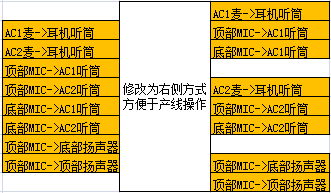 AC1麦->耳机听筒
AC2麦->耳机听筒
顶部MIC->AC1听筒
顶部MIC->AC2听筒
底部MIC->AC1听筒
底部MIC->AC2听筒
顶部MIC->底部扬声器
顶部MIC->顶部扬声器
修改为右侧方式
方便于产线操作
AC1麦->耳机听筒
顶部MIC->AC1听筒
底部MIC->AC1听筒
AC2麦->耳机听筒
顶部MIC->AC2听筒
底部MIC->AC2听筒
顶部MIC->底部扬声器
顶部MIC->顶部扬声器